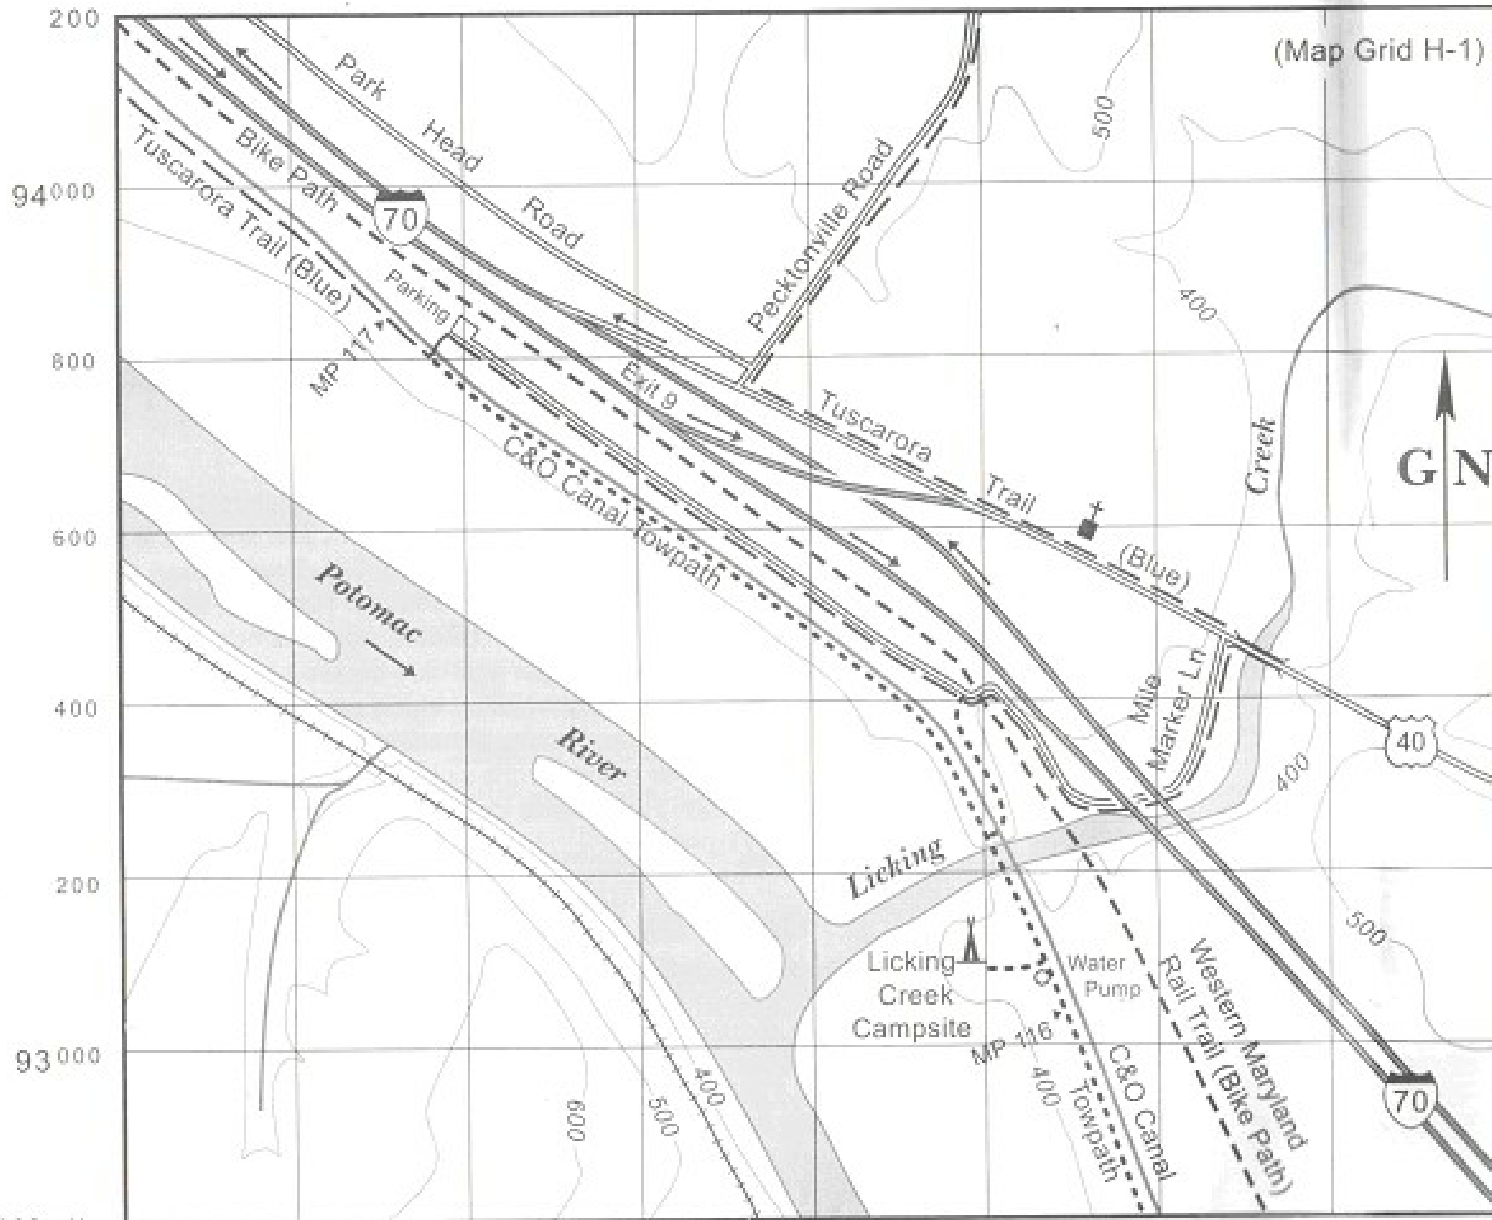 200
(Map Grid H-1)
Park
Head
Road
500
Bike Path
Tuscarora Trail (Blue)
94000
70
Pecktonville Road
Parking
400
MP 117
800
Exit 9
Tuscarora
Trail
(Blue)
Creek
GN
C&O Canal Towpath
600
Potomac
River
400
Mile
Marker Ln
40
400
Licking
200
500
Licking
Creek
Campsite
Water
Pump
MP 116
Western Maryland
Rail Trail (Bike Path)
93000
400
500
600
400
C&O Canal
Towpath
70